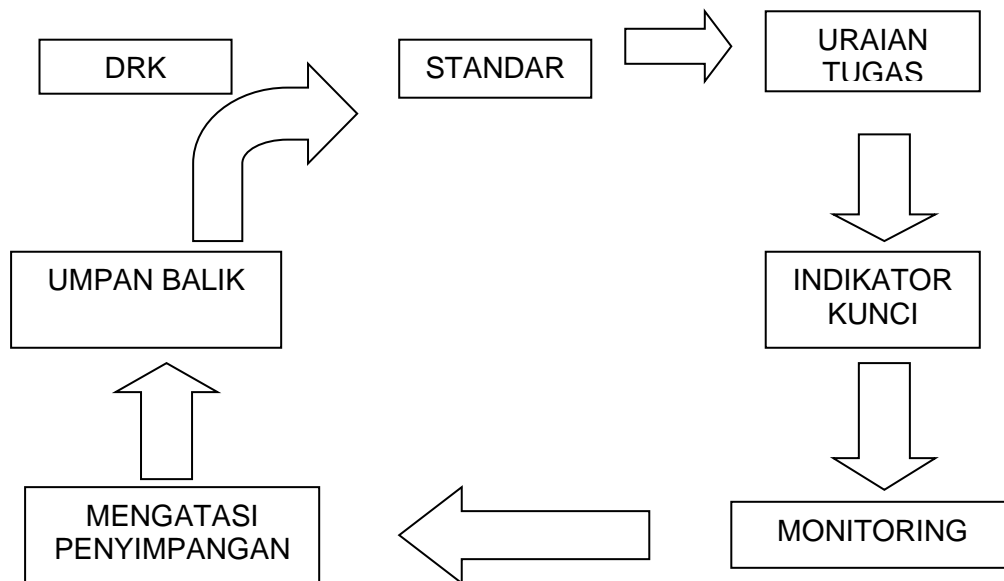 DRK
STANDAR
URAIAN
TUGAS
UMPAN BALIK
INDIKATOR
KUNCI
MENGATASI
PENYIMPANGAN
MONITORING